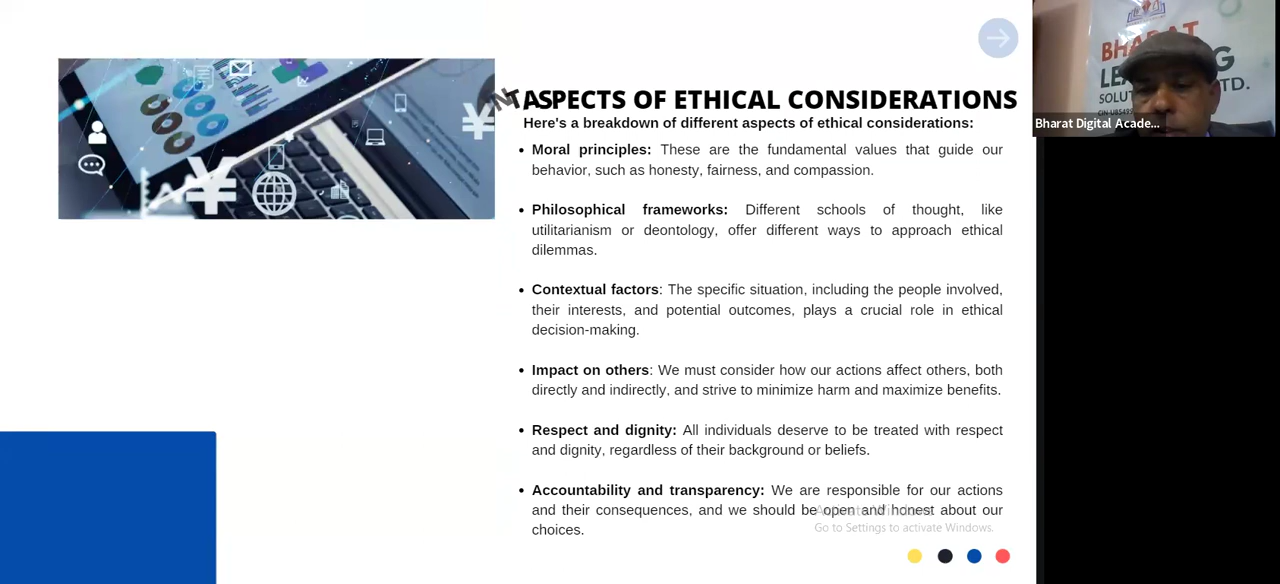 ASPECTS OF ETHICAL CONSIDERATIONS
Here's a breakdown of different aspects of ethical considerations:
• Moral principles: These are the fundamental values that guide our
behavior, such as honesty, fairness, and compassion.
• Philosophical frameworks: Different schools of thought, like
utilitarianism or deontology, offer different ways to approach ethical
dilemmas.
• Contextual factors: The specific situation, including the people involved,
their interests, and potential outcomes, plays a crucial role in ethical
decision-making.
• Impact on others: We must consider how our actions affect others, both
directly and indirectly, and strive to minimize harm and maximize benefits.
• Respect and dignity: All individuals deserve to be treated with respect
and dignity, regardless of their background or beliefs.
• Accountability and transparency: We are responsible for our actions
and their consequences, and we should be open and honest about our
choices.
Activate Windows
Go to Settings to activate Windows.
Bharat Digital Acade...